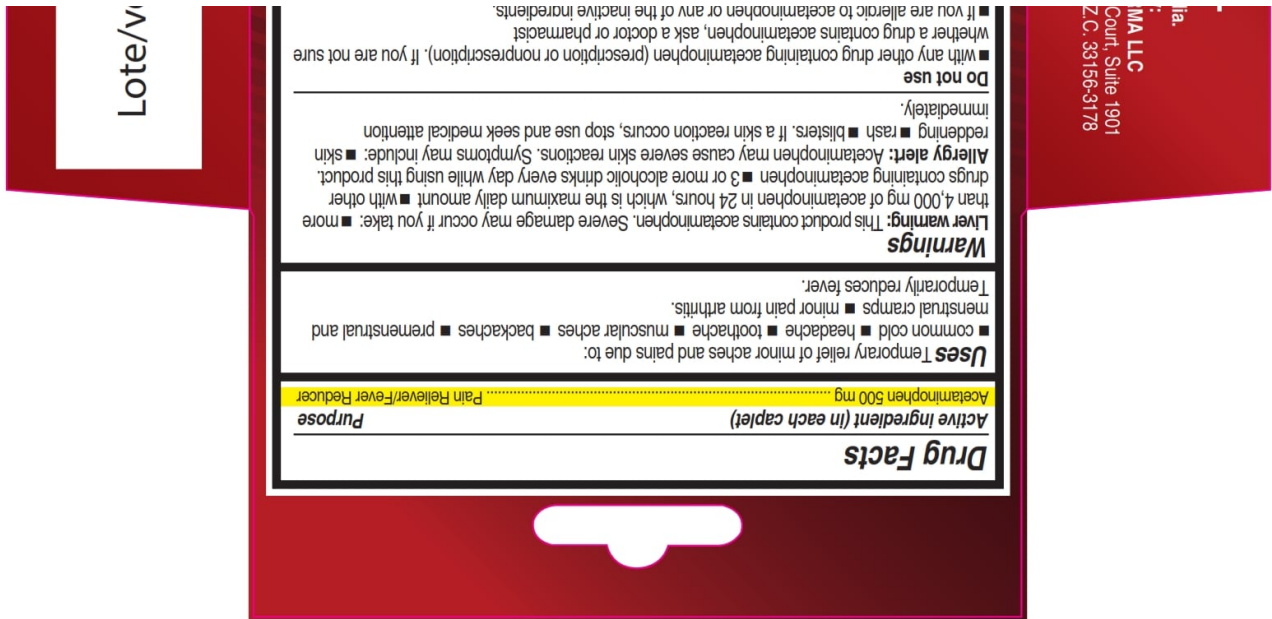 Drug Facts
Active ingredient (in each caplet) Purpose
Acetaminophen 500 mg ........................................................................................ Pain Reliever/Fever Reducer
Uses Temporary relief of minor aches and pains due to:
■ common cold ■ headache ■ toothache ■ muscular aches ■ backaches ■ premenstrual and
menstrual cramps ■ minor pain from arthritis.
Temporarily reduces fever.
Warnings
Liver warning: This product contains acetaminophen. Severe damage may occur if you take: ■ more
than 4,000 mg of acetaminophen in 24 hours, which is the maximum daily amount ■ with other
drugs containing acetaminophen ■ 3 or more alcoholic drinks every day while using this product.
Allergy alert: Acetaminophen may cause severe skin reactions. Symptoms may include: ■ skin
reddening ■ rash ■ blisters. If a skin reaction occurs, stop use and seek medical attention
immediately.
Do not use
■ with any other drug containing acetaminophen (prescription or nonprescription). If you are not sure
whether a drug contains acetaminophen, ask a doctor or pharmacist
■ If you are allergic to acetaminophen or any of the inactive ingredients.
Lote/
LLC
Court, Suite 1901
Z.C. 33156-3178